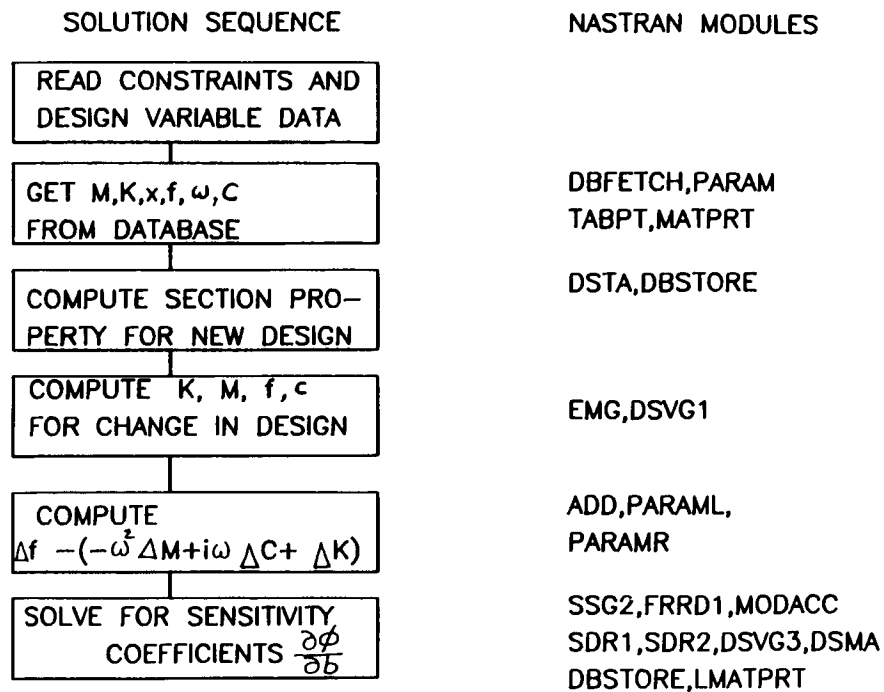 SOLUTION SEQUENCE
NASTRAN MODULES
READ CONSTRAINTS AND
DESIGN VARIABLE DATA
GET M,K,x,f,ω,C
FROM DATABASE
DBFETCH,PARAM
TABPT,MATPRT
COMPUTE SECTION PRO-
PERTY FOR NEW DESIGN
DSTA,DBSTORE
COMPUTE K, M, f,c
FOR CHANGE IN DESIGN
EMG,DSVG1
COMPUTE
Δf -(-ω² ΔM+iω ΔC+ ΔK)
ADD,PARAML,
PARAMR
SOLVE FOR SENSITIVITY
COEFFICIENTS ∂φ/∂b
SSG2,FRRD1,MODACC
SDR1,SDR2,DSVG3,DSMA
DBSTORE,LMATPRT